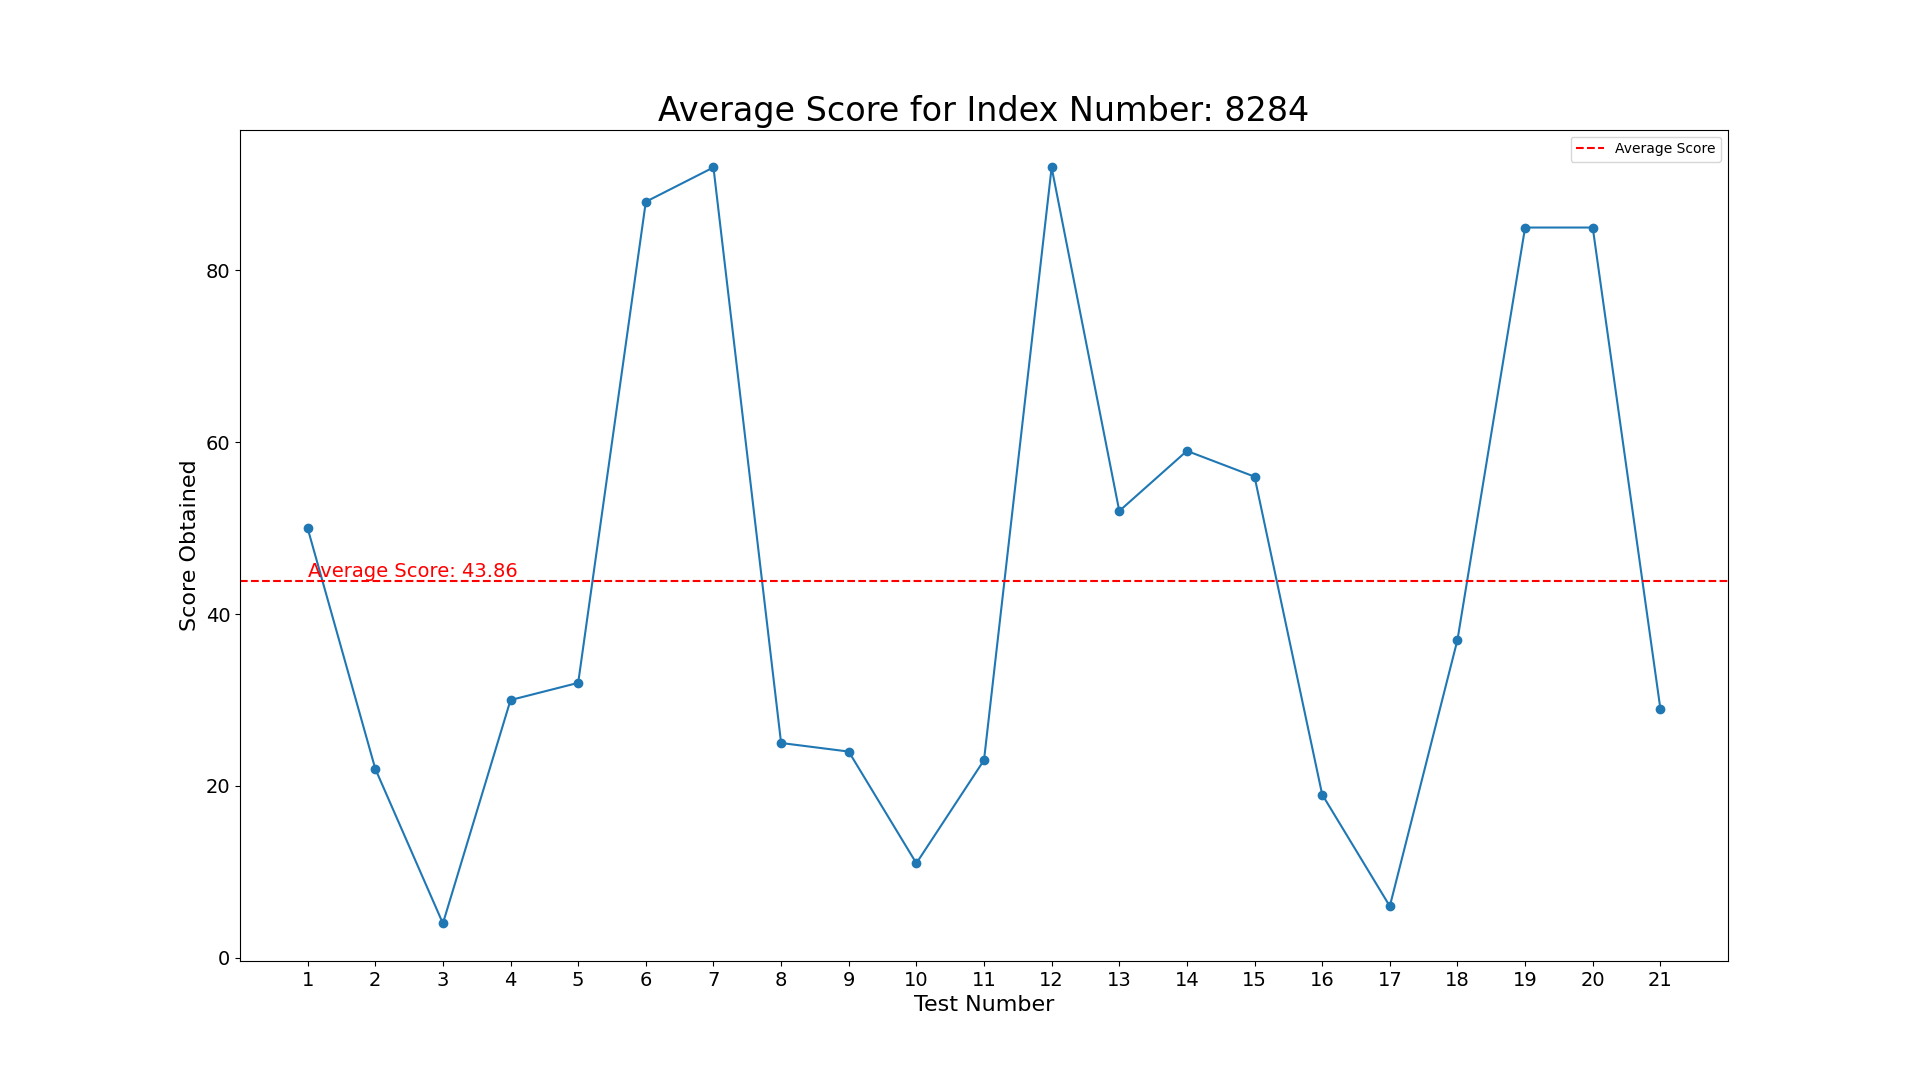 Average Score for Index Number: 8284
Average Score
80
60
40
20
0
Score Obtained
Average Score: 43.86
1 2 3 4 5 6 7 8 9 10 11 12 13 14 15 16 17 18 19 20 21
Test Number